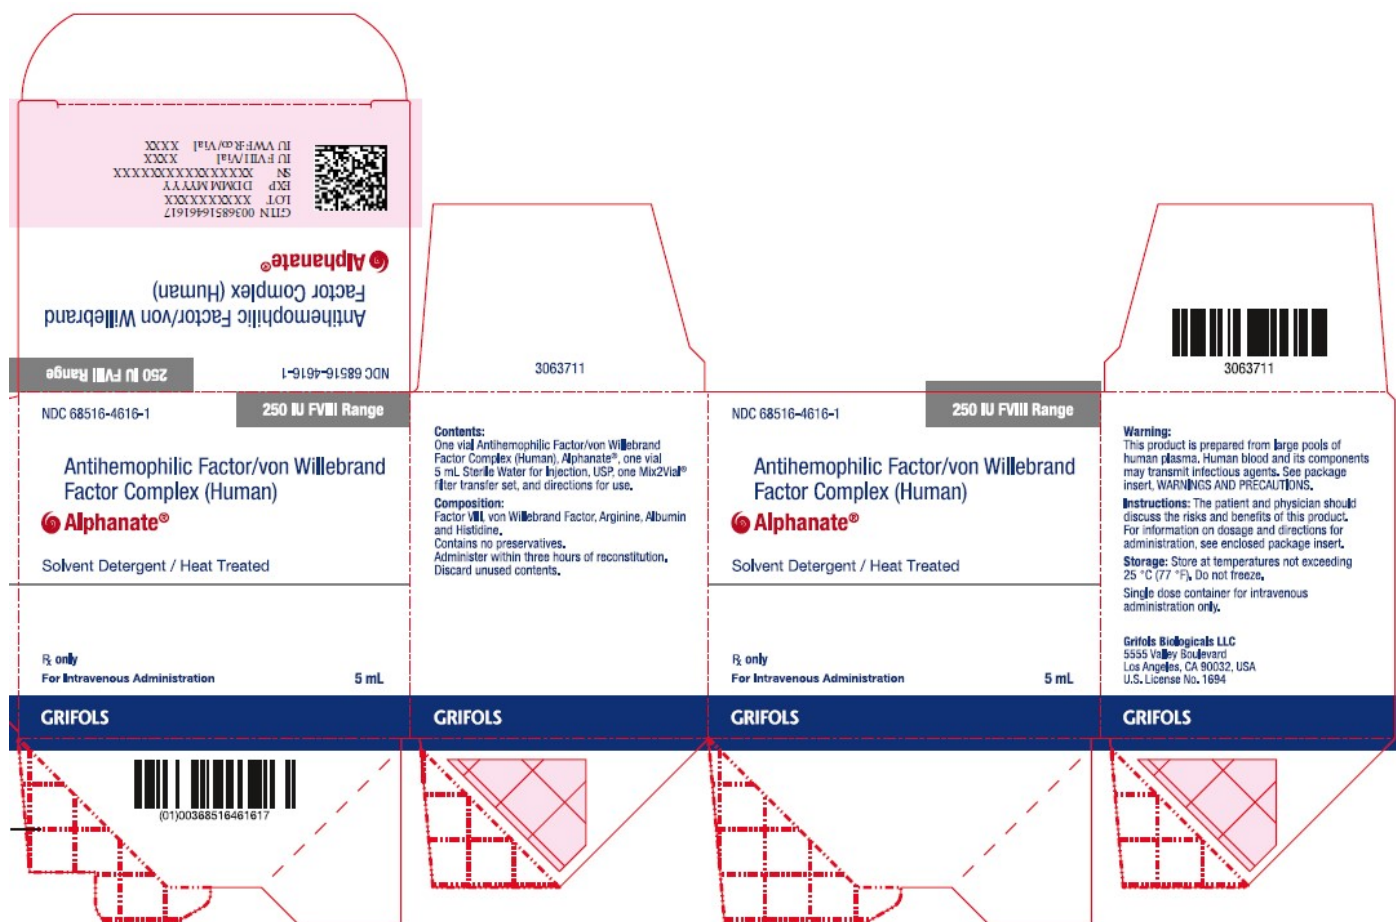 IU VWF:RCo/Vial XXXX
IU FVIII/Vial XXXX
SN XXXXXXXXXXXXXXXXX
EXP DDMMMYYYY
LOT XXXXXXXXXX
GTIN 00368516461617
Alphanate®
Antihemophilic Factor/von Willebrand
Factor Complex (Human)
NDC 68516-4616-1
250 IU FVIII Range
NDC 68516-4616-1
250 IU FVIII Range
Antihemophilic Factor/von Willebrand
Factor Complex (Human)
Alphanate®
Solvent Detergent / Heat Treated
Rx only
For Intravenous Administration
5 mL
GRIFOLS
(01)00368516461617
3063711
Contents:
One vial Antihemophilic Factor/von Willebrand
Factor Complex (Human), Alphanate®, one vial
5 mL Sterile Water for Injection, USP, one Mix2Vial®
filter transfer set, and directions for use.
Composition:
Factor VIII, von Willebrand Factor, Arginine, Albumin
and Histidine.
Contains no preservatives.
Administer within three hours of reconstitution.
Discard unused contents.
GRIFOLS
NDC 68516-4616-1
250 IU FVIII Range
Antihemophilic Factor/von Willebrand
Factor Complex (Human)
Alphanate®
Solvent Detergent / Heat Treated
Rx only
For Intravenous Administration
5 mL
GRIFOLS
3063711
Warning:
This product is prepared from large pools of
human plasma. Human blood and its components
may transmit infectious agents. See package
insert, WARNINGS AND PRECAUTIONS.
Instructions: The patient and physician should
discuss the risks and benefits of this product.
For information on dosage and directions for
administration, see enclosed package insert.
Storage: Store at temperatures not exceeding
25 °C (77 °F). Do not freeze.
Single dose container for intravenous
administration only.
Grifols Biologicals LLC
5555 Valley Boulevard
Los Angeles, CA 90032, USA
U.S. License No. 1694
GRIFOLS